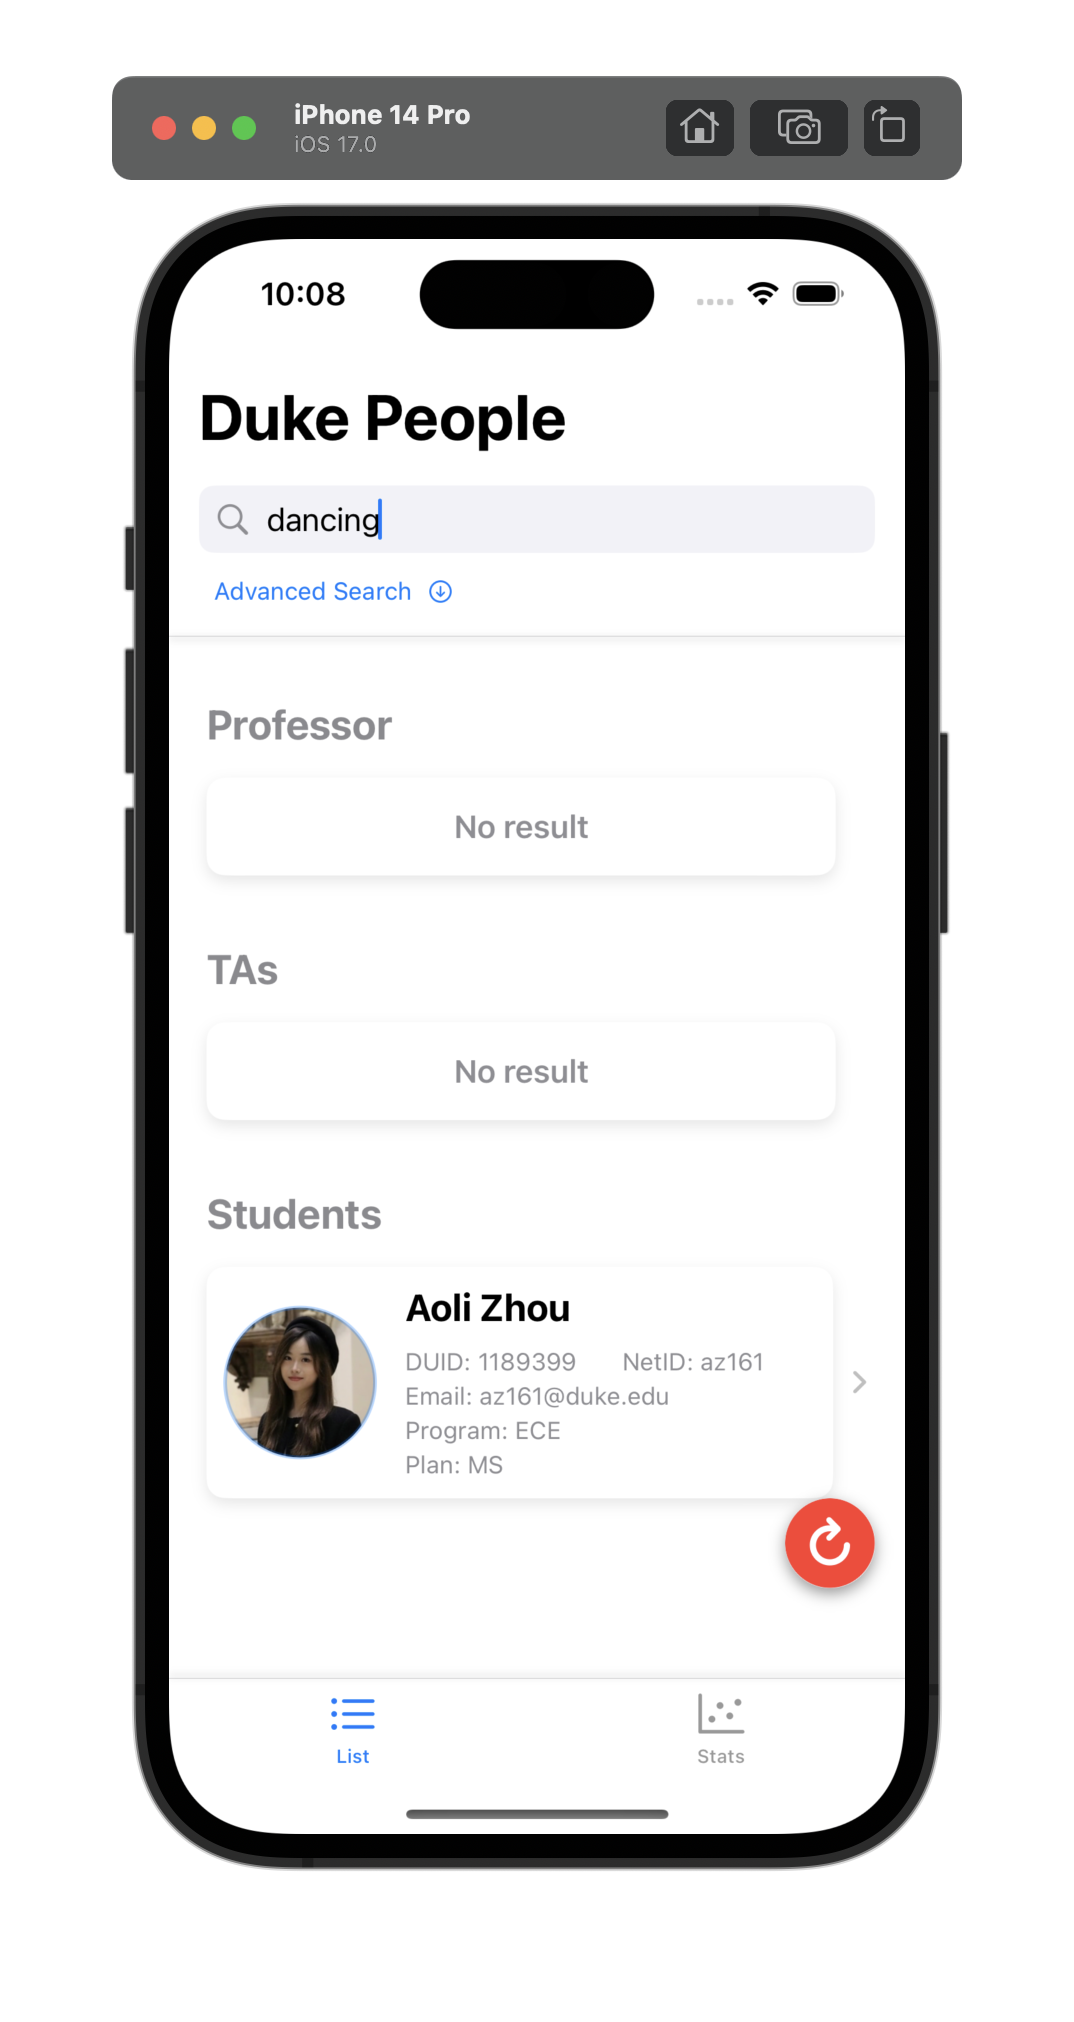 iPhone 14 Pro
iOS 17.0
10:08
Duke People
dancing
Advanced Search
Professor
No result
TAs
No result
Students
Aoli Zhou
DUID: 1189399 NetID: az161
Email: az161@duke.edu
Program: ECE
Plan: MS
List Stats